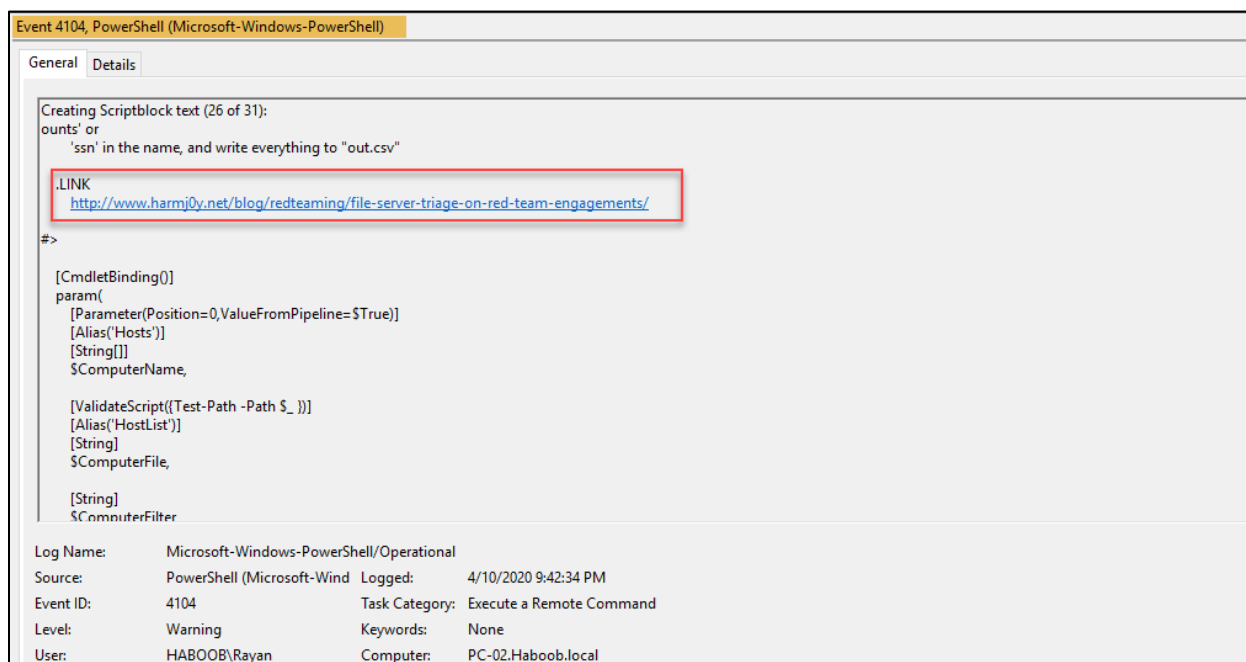 Event 4104, PowerShell (Microsoft-Windows-PowerShell)
General Details
Creating Scriptblock text (26 of 31):
ounts' or
'ssn' in the name, and write everything to "out.csv"
.LINK
http://www.harmj0y.net/blog/redteaming/file-server-triage-on-red-team-engagements/
#>
[CmdletBinding()]
param(
[Parameter(Position=0,ValueFromPipeline=$True)]
[Alias('Hosts')]
[String[]]
$ComputerName,
[ValidateScript({Test-Path -Path $_ })]
[Alias('HostList')]
[String]
$ComputerFile,
[String]
$ComputerFilter
Log Name: Microsoft-Windows-PowerShell/Operational
Source: PowerShell (Microsoft-Wind Logged: 4/10/2020 9:42:34 PM
Event ID: 4104 Task Category: Execute a Remote Command
Level: Warning Keywords: None
User: HABOOB\Rayan Computer: PC-02.Haboob.local